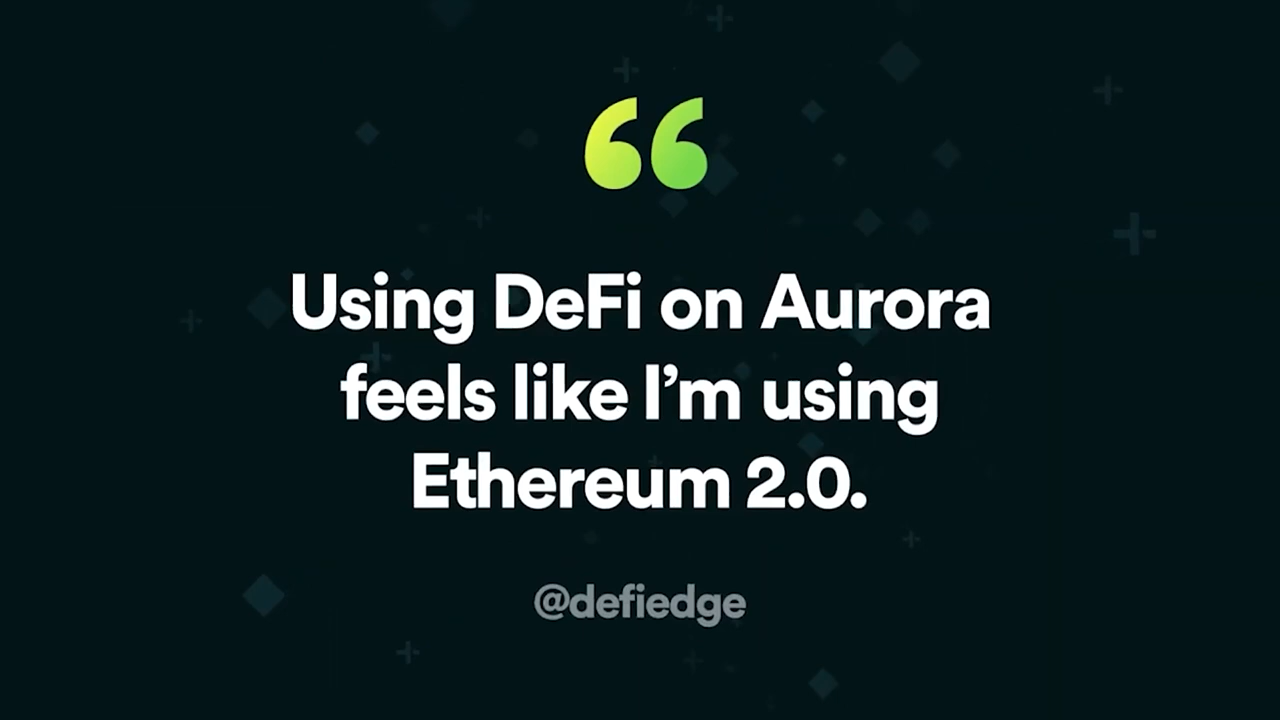 “
Using DeFi on Aurora
feels like I’m using
Ethereum 2.0.
@defiedge